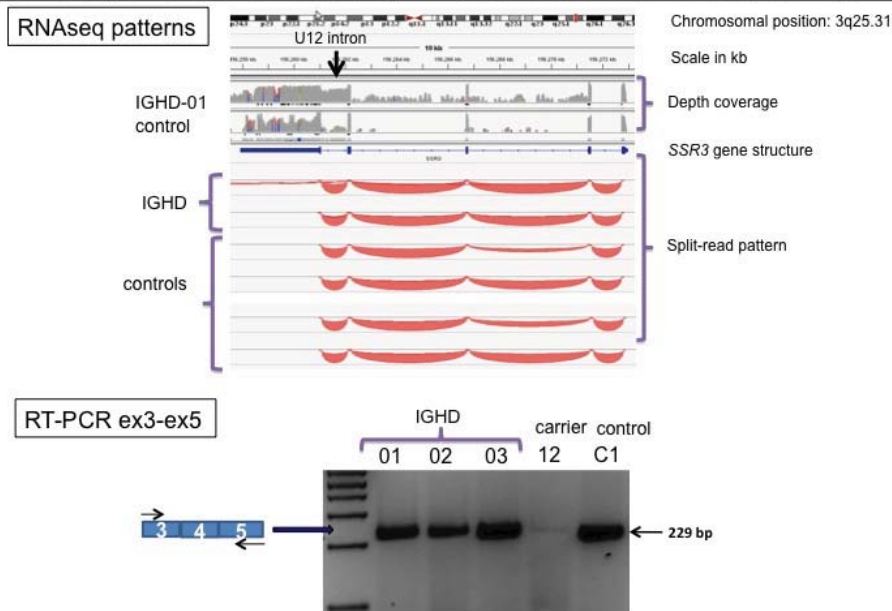 RNAseq patterns
Chromosomal position: 3q25.31
U12 intron
10 kb
Scale in kb
IGHD-01
control
Depth coverage
SSR3 gene structure
SSR3
IGHD
controls
Split-read pattern
RT-PCR ex3-ex5
IGHD
carrier control
01 02 03 12 C1
3 4 5
229 bp